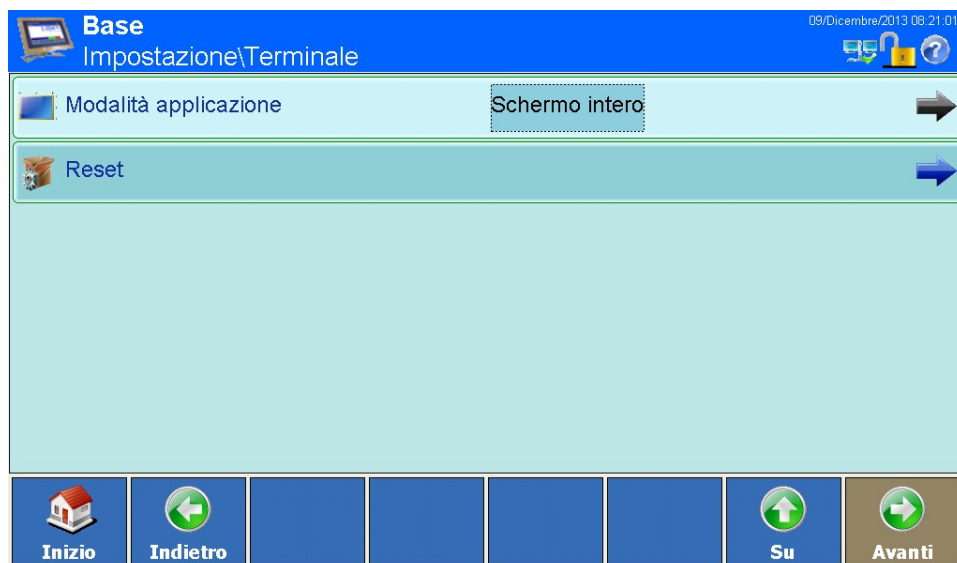 Base
09/Dicembre/2013 08:21:01
Impostazione\Terminale
Modalità applicazione Schermo intero
Reset
Inizio Indietro Su Avanti